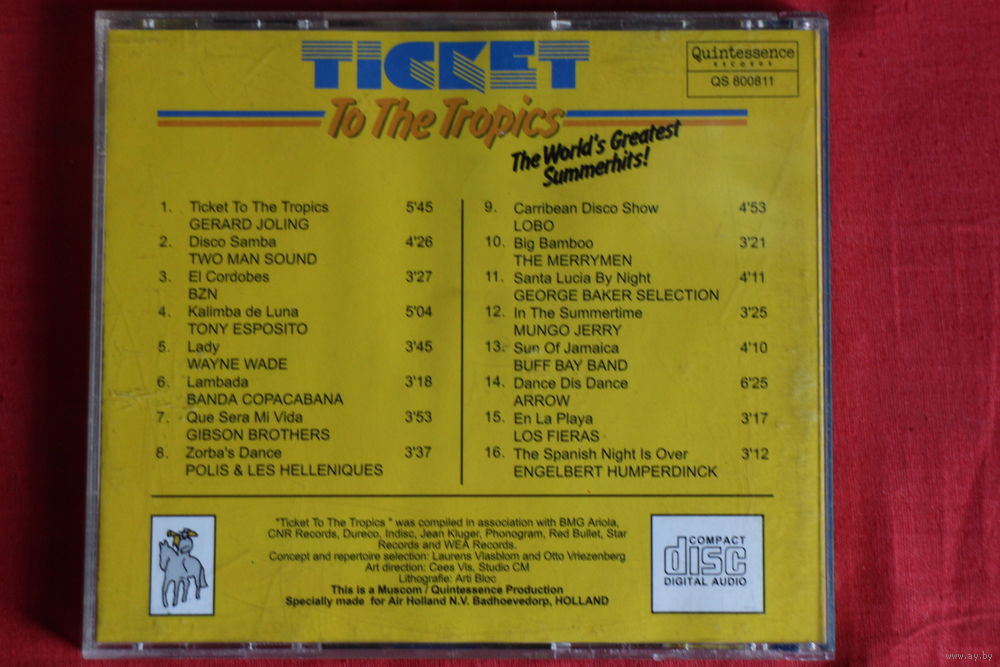 TICKET
To The Tropics
The World's Greatest
Summerhits!
Quintessence
RECORDS
QS 800811
1. Ticket To The Tropics 5'45
GERARD JOLING
2. Disco Samba 4'26
TWO MAN SOUND
3. El Cordobes 3'27
BZN
4. Kalimba de Luna 5'04
TONY ESPOSITO
5. Lady 3'45
WAYNE WADE
6. Lambada 3'18
BANDA COPACABANA
7. Que Sera Mi Vida 3'53
GIBSON BROTHERS
8. Zorba's Dance 3'37
POLIS & LES HELLENIQUES
9. Carribean Disco Show 4'53
LOBO
10. Big Bamboo 3'21
THE MERRYMEN
11. Santa Lucia By Night 4'11
GEORGE BAKER SELECTION
12. In The Summertime 3'25
MUNGO JERRY
13. Sun Of Jamaica 4'10
BUFF BAY BAND
14. Dance Dis Dance 6'25
ARROW
15. En La Playa 3'17
LOS FIERAS
16. The Spanish Night Is Over 3'12
ENGELBERT HUMPERDINCK
"Ticket To The Tropics " was compiled in association with BMG Ariola,
CNR Records, Dureco, Indisc, Jean Kluger, Phonogram, Red Bullet, Star
Records and WEA Records.
Concept and repertoire selection: Laurens Vlasblom and Otto Vriezenberg
Art direction: Cees Vis, Studio CM
Lithografie: Arti Bloc
This is a Muscom / Quintessence Production
Specially made for Air Holland N.V. Badhoevedorp, HOLLAND
COMPACT
disc
DIGITAL AUDIO
www.ay.by